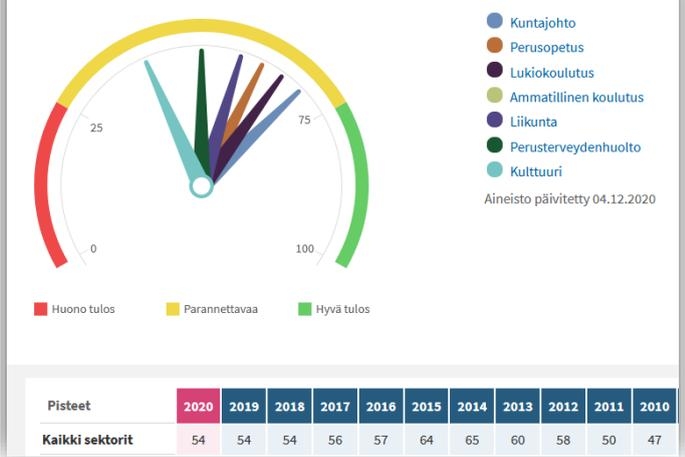 Kuntajohto
Perusopetus
Lukiokoulutus
Ammatillinen koulutus
Liikunta
Perusterveydenhuolto
Kulttuuri
Aineisto päivitetty 04.12.2020
25
75
0
100
Huono tulos Parannettavaa Hyvä tulos
Pisteet 2020 2019 2018 2017 2016 2015 2014 2013 2012 2011 2010
Kaikki sektorit 54 54 54 56 57 64 65 60 58 50 47